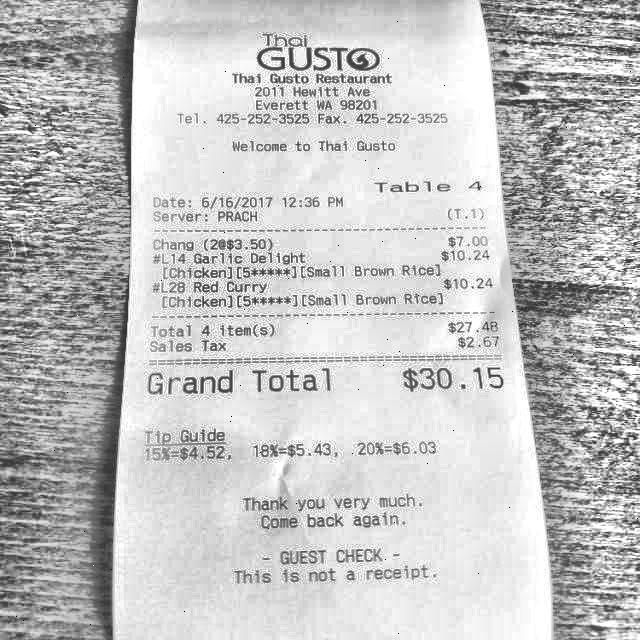 Thai
GUSTO
Thai Gusto Restaurant
2011 Hewitt Ave
Everett WA 98201
Tel. 425-252-3525 Fax. 425-252-3525
Welcome to Thai Gusto
Table 4
Date: 6/16/2017 12:36 PM
Server: PRACH (T.1)
Chang (2@$3.50) $7.00
#L14 Garlic Delight $10.24
[Chicken][5*****][Small Brown Rice]
#L28 Red Curry $10.24
[Chicken][5*****][Small Brown Rice]
Total 4 item(s) $27.48
Sales Tax $2.67
Grand Total $30.15
Tip Guide
15%=$4.52, 18%=$5.43, 20%=$6.03
Thank you very much.
Come back again.
- GUEST CHECK -
This is not a receipt.